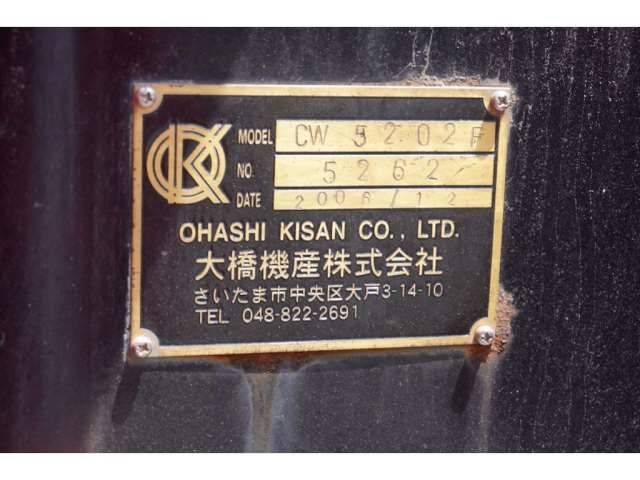 MODEL CW 5202F
NO. 5262
DATE 2006/12
OHASHI KISAN CO., LTD.
大橋機産株式会社
さいたま市中央区大戸3-14-10
TEL 048-822-2691